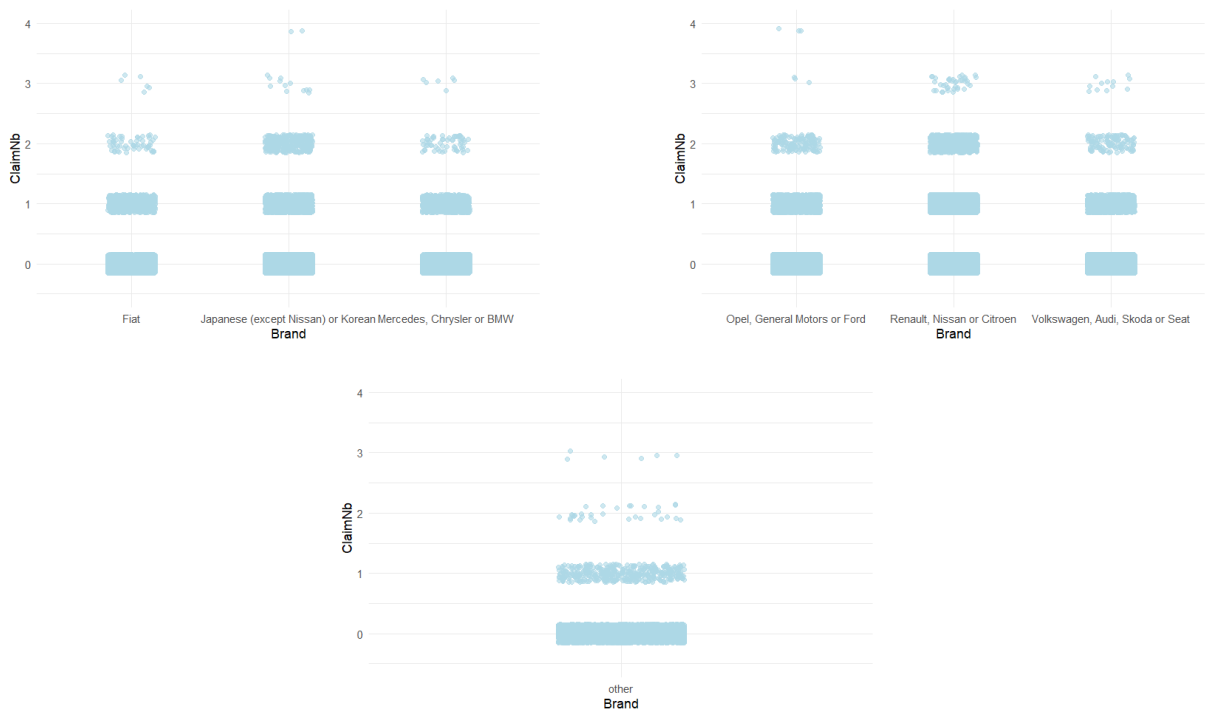 4
3
2
1
0
ClaimNb
Fiat
Japanese (except Nissan) or Korean
Mercedes, Chrysler or BMW
Brand
4
3
2
1
0
ClaimNb
Opel, General Motors or Ford
Renault, Nissan or Citroen
Volkswagen, Audi, Skoda or Seat
Brand
4
3
2
1
0
ClaimNb
other
Brand